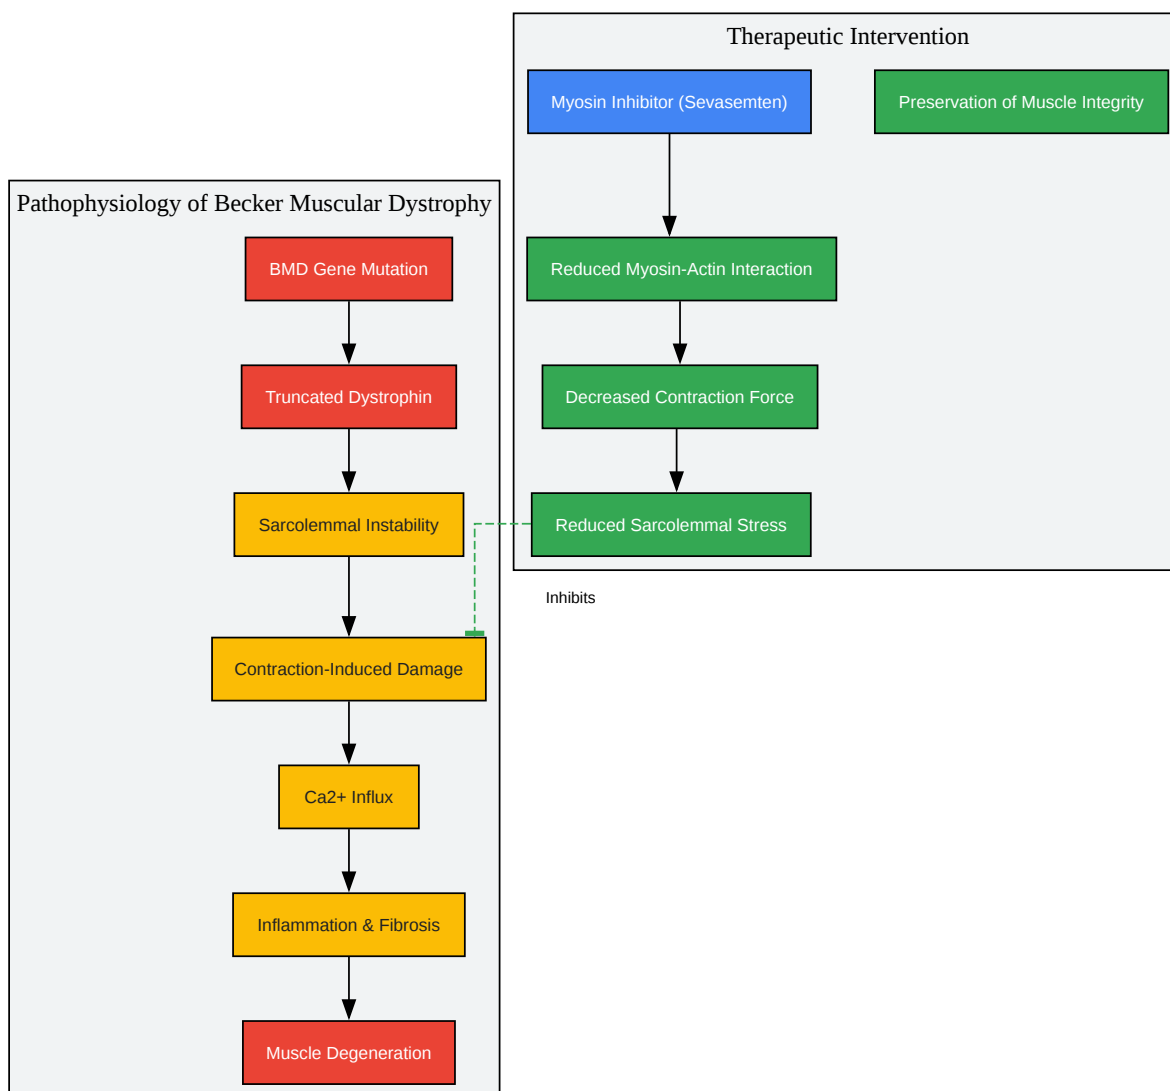 Therapeutic Intervention
Myosin Inhibitor (Sevasemten)
Preservation of Muscle Integrity
Reduced Myosin-Actin Interaction
Decreased Contraction Force
Reduced Sarcolemmal Stress
Inhibits
Pathophysiology of Becker Muscular Dystrophy
BMD Gene Mutation
Truncated Dystrophin
Sarcolemmal Instability
Contraction-Induced Damage
Ca2+ Influx
Inflammation & Fibrosis
Muscle Degeneration